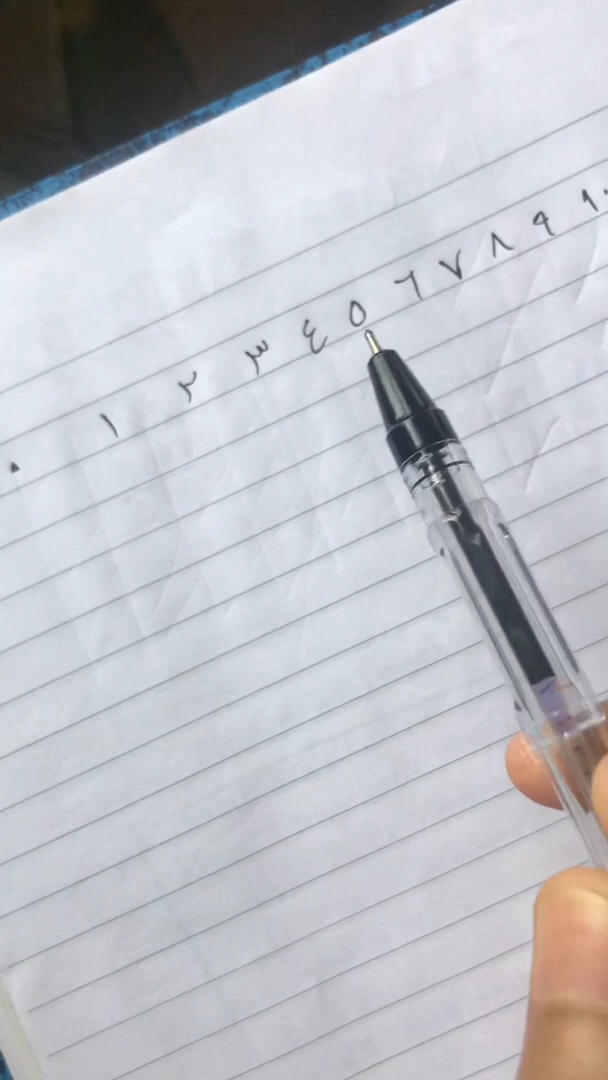 ٠ ١ ٢ ٣ ٤ ٥ ٦ ٧ ٨ ٩ ١٠